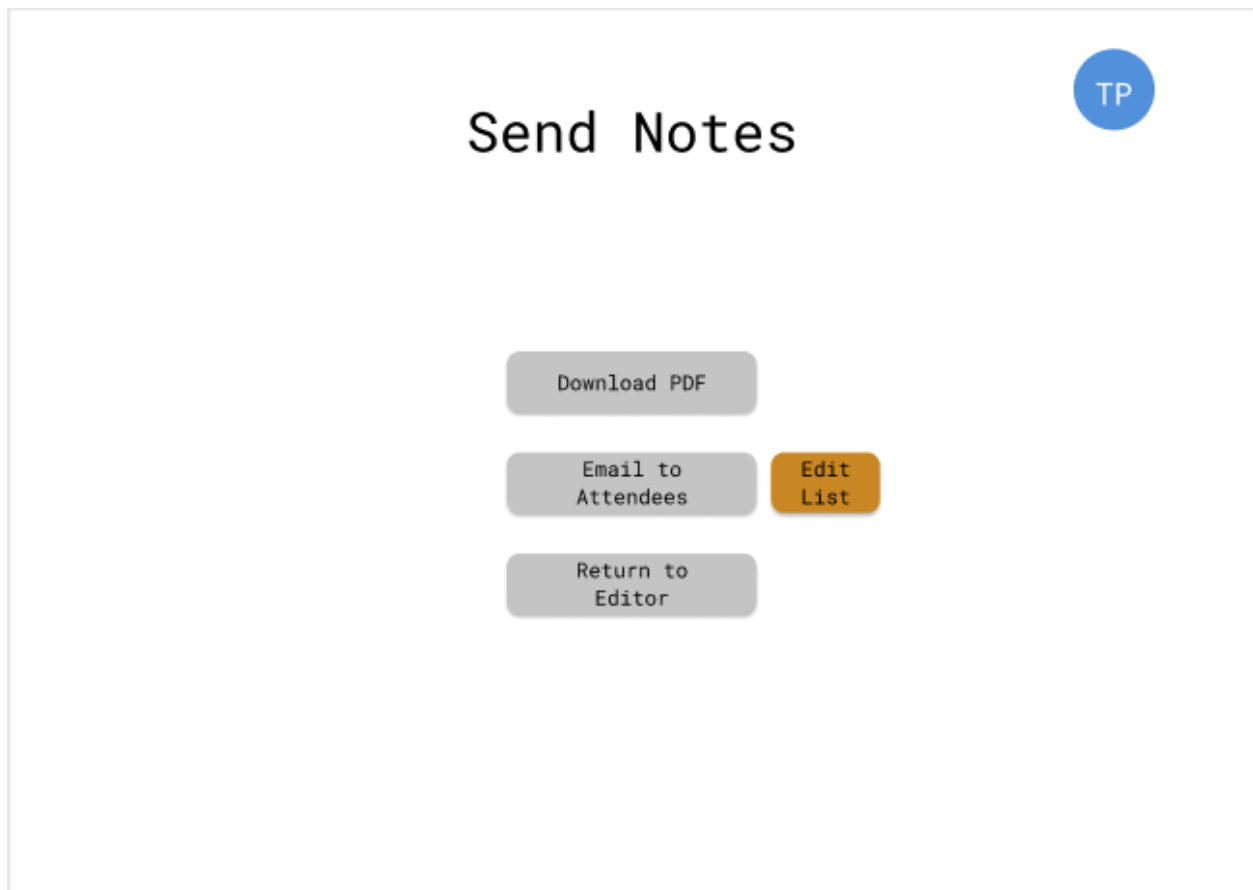 TP
Send Notes
Download PDF
Email to
Attendees
Edit
List
Return to
Editor